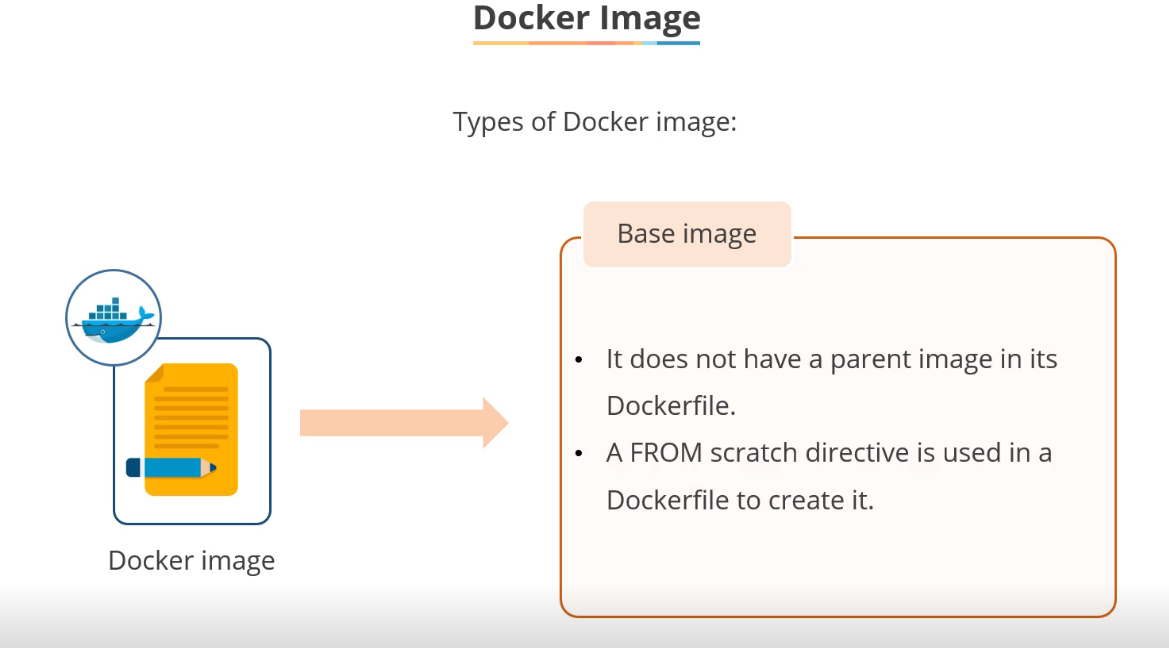 Docker Image
Types of Docker image:
Base image
• It does not have a parent image in its
Dockerfile.
• A FROM scratch directive is used in a
Dockerfile to create it.
Docker image